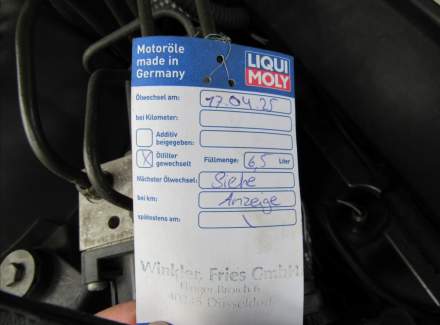 Motoröle
made in
Germany
LIQUI
MOLY
Ölwechsel am: 17.04.25
bei Kilometer:
Additiv
beigegeben:
Ölfilter
gewechselt
Füllmenge: 6,5 Liter
Nächster Ölwechsel: Siehe
bei km: Anzeige
spätestens am:
Winkler, Fries GmbH
40235 Düsseldorf